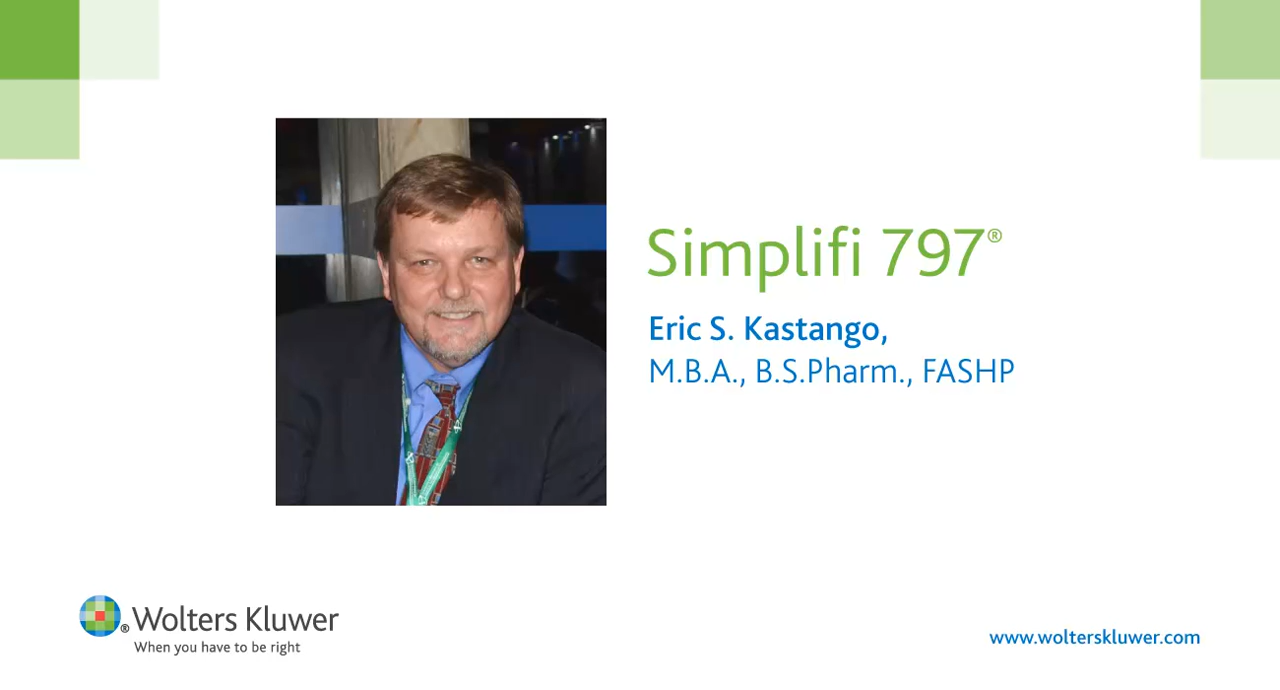 Simplifi 797®
Eric S. Kastango,
M.B.A., B.S.Pharm., FASHP
® Wolters Kluwer
When you have to be right
www.wolterskluwer.com